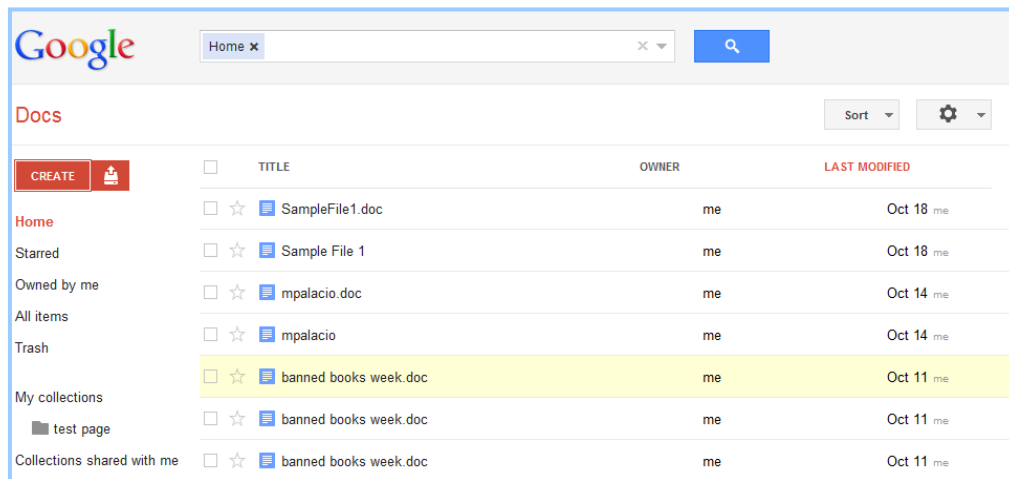 Google
Home x
Docs
Sort
CREATE
TITLE OWNER LAST MODIFIED
SampleFile1.doc me Oct 18 me
Home
Sample File 1 me Oct 18 me
Starred
Owned by me
mpalacio.doc me Oct 14 me
All items
mpalacio me Oct 14 me
Trash
banned books week.doc me Oct 11 me
My collections
banned books week.doc me Oct 11 me
test page
Collections shared with me
banned books week.doc me Oct 11 me